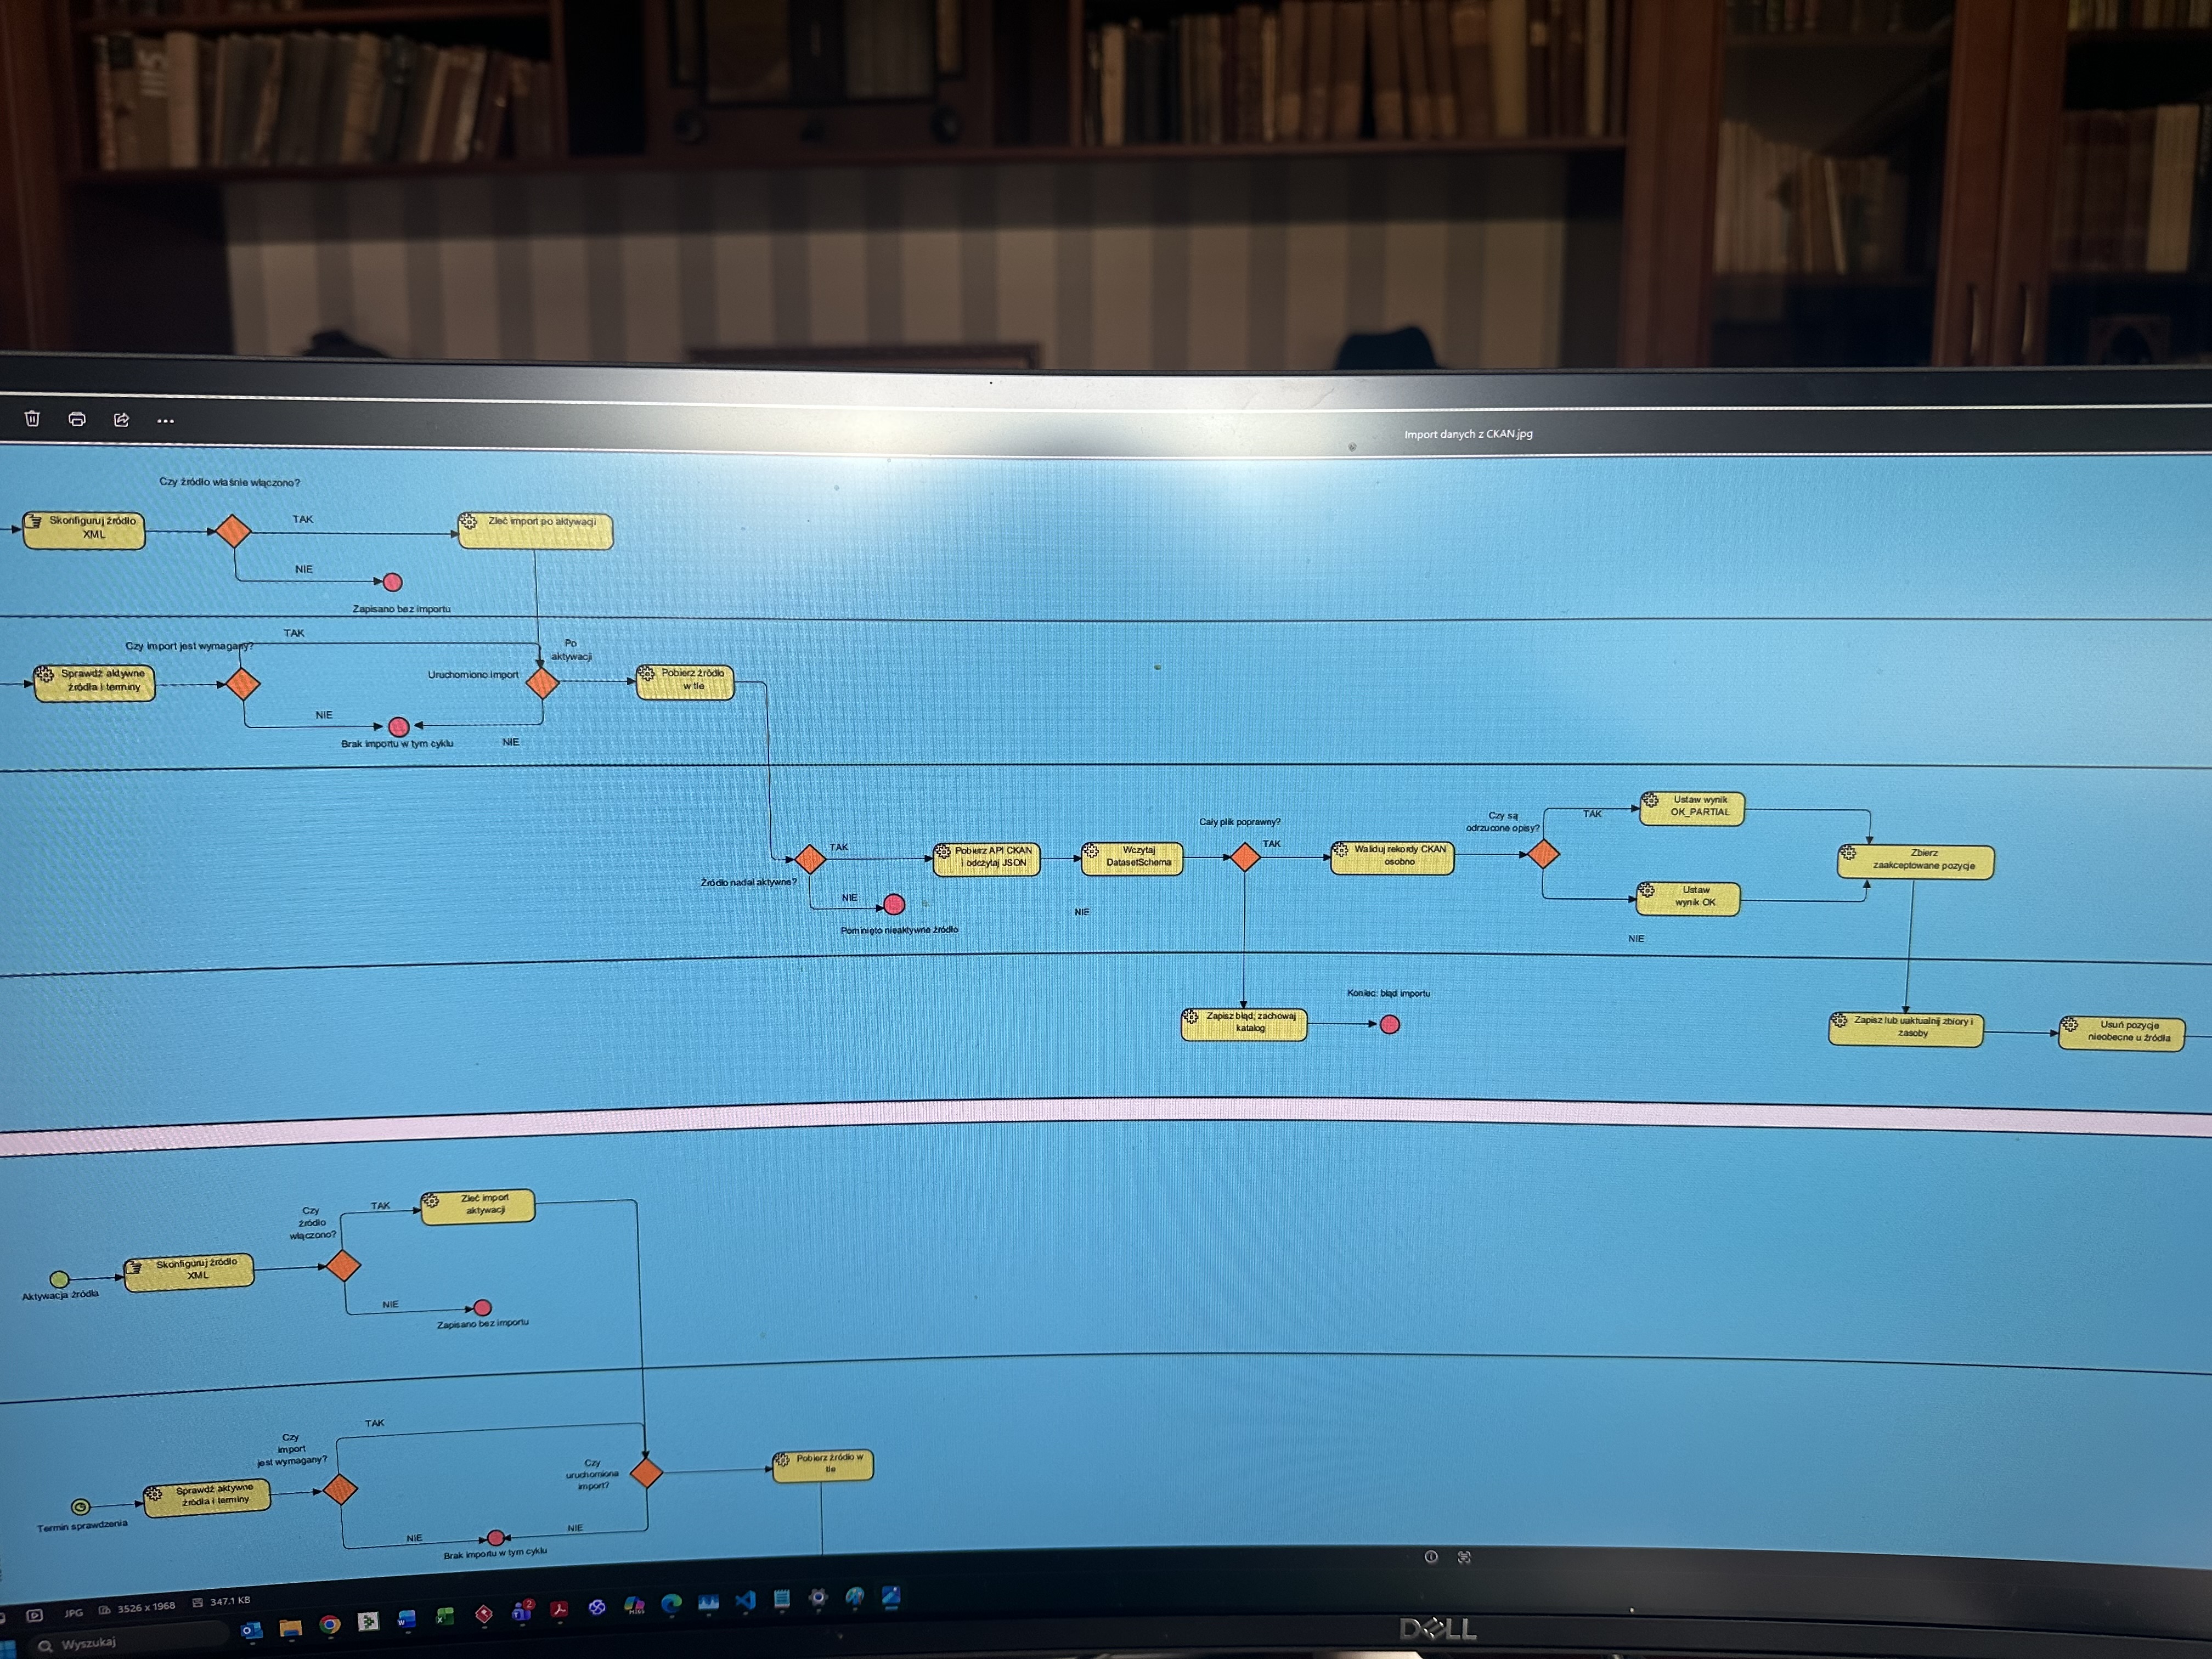 Import danych z CKAN.jpg
Czy źródło właśnie włączono?
Skonfiguruj źródło
XML
TAK
Zleć import po aktywacji
NIE
Zapisano bez importu
TAK
Czy import jest wymagany?
Po
aktywacji
Sprawdź aktywne
źródła i terminy
Uruchomiono import
Pobierz źródło
w tle
NIE
Brak importu w tym cyklu
NIE
Czy są
odrzucone opisy?
TAK
Ustaw wynik
OK_PARTIAL
Cały plik poprawny?
TAK
TAK
Pobierz API CKAN
i odczytaj JSON
Wczytaj
DatasetSchema
Waliduj rekordy CKAN
osobno
Zbierz
zaakceptowane pozycje
Źródło nadal aktywne?
NIE
Pominięto nieaktywne źródło
NIE
Ustaw
wynik OK
NIE
Koniec: błąd importu
Zapisz błąd; zachowaj
katalog
Zapisz lub uaktualnij zbiory i
zasoby
Usuń pozycje
nieobecne u źródła
Czy
źródło
włączono?
TAK
Zleć import
aktywacji
Skonfiguruj źródło
XML
Aktywacja źródła
NIE
Zapisano bez importu
TAK
Czy
import
jest wymagany?
Czy
uruchomiona
import?
Pobierz źródło w
tle
Sprawdź aktywne
źródła i terminy
Termin sprawdzenia
NIE
NIE
Brak importu w tym cyklu
JPG
3526 x 1968
347.1 KB
Wyszukaj
2
M365
DELL